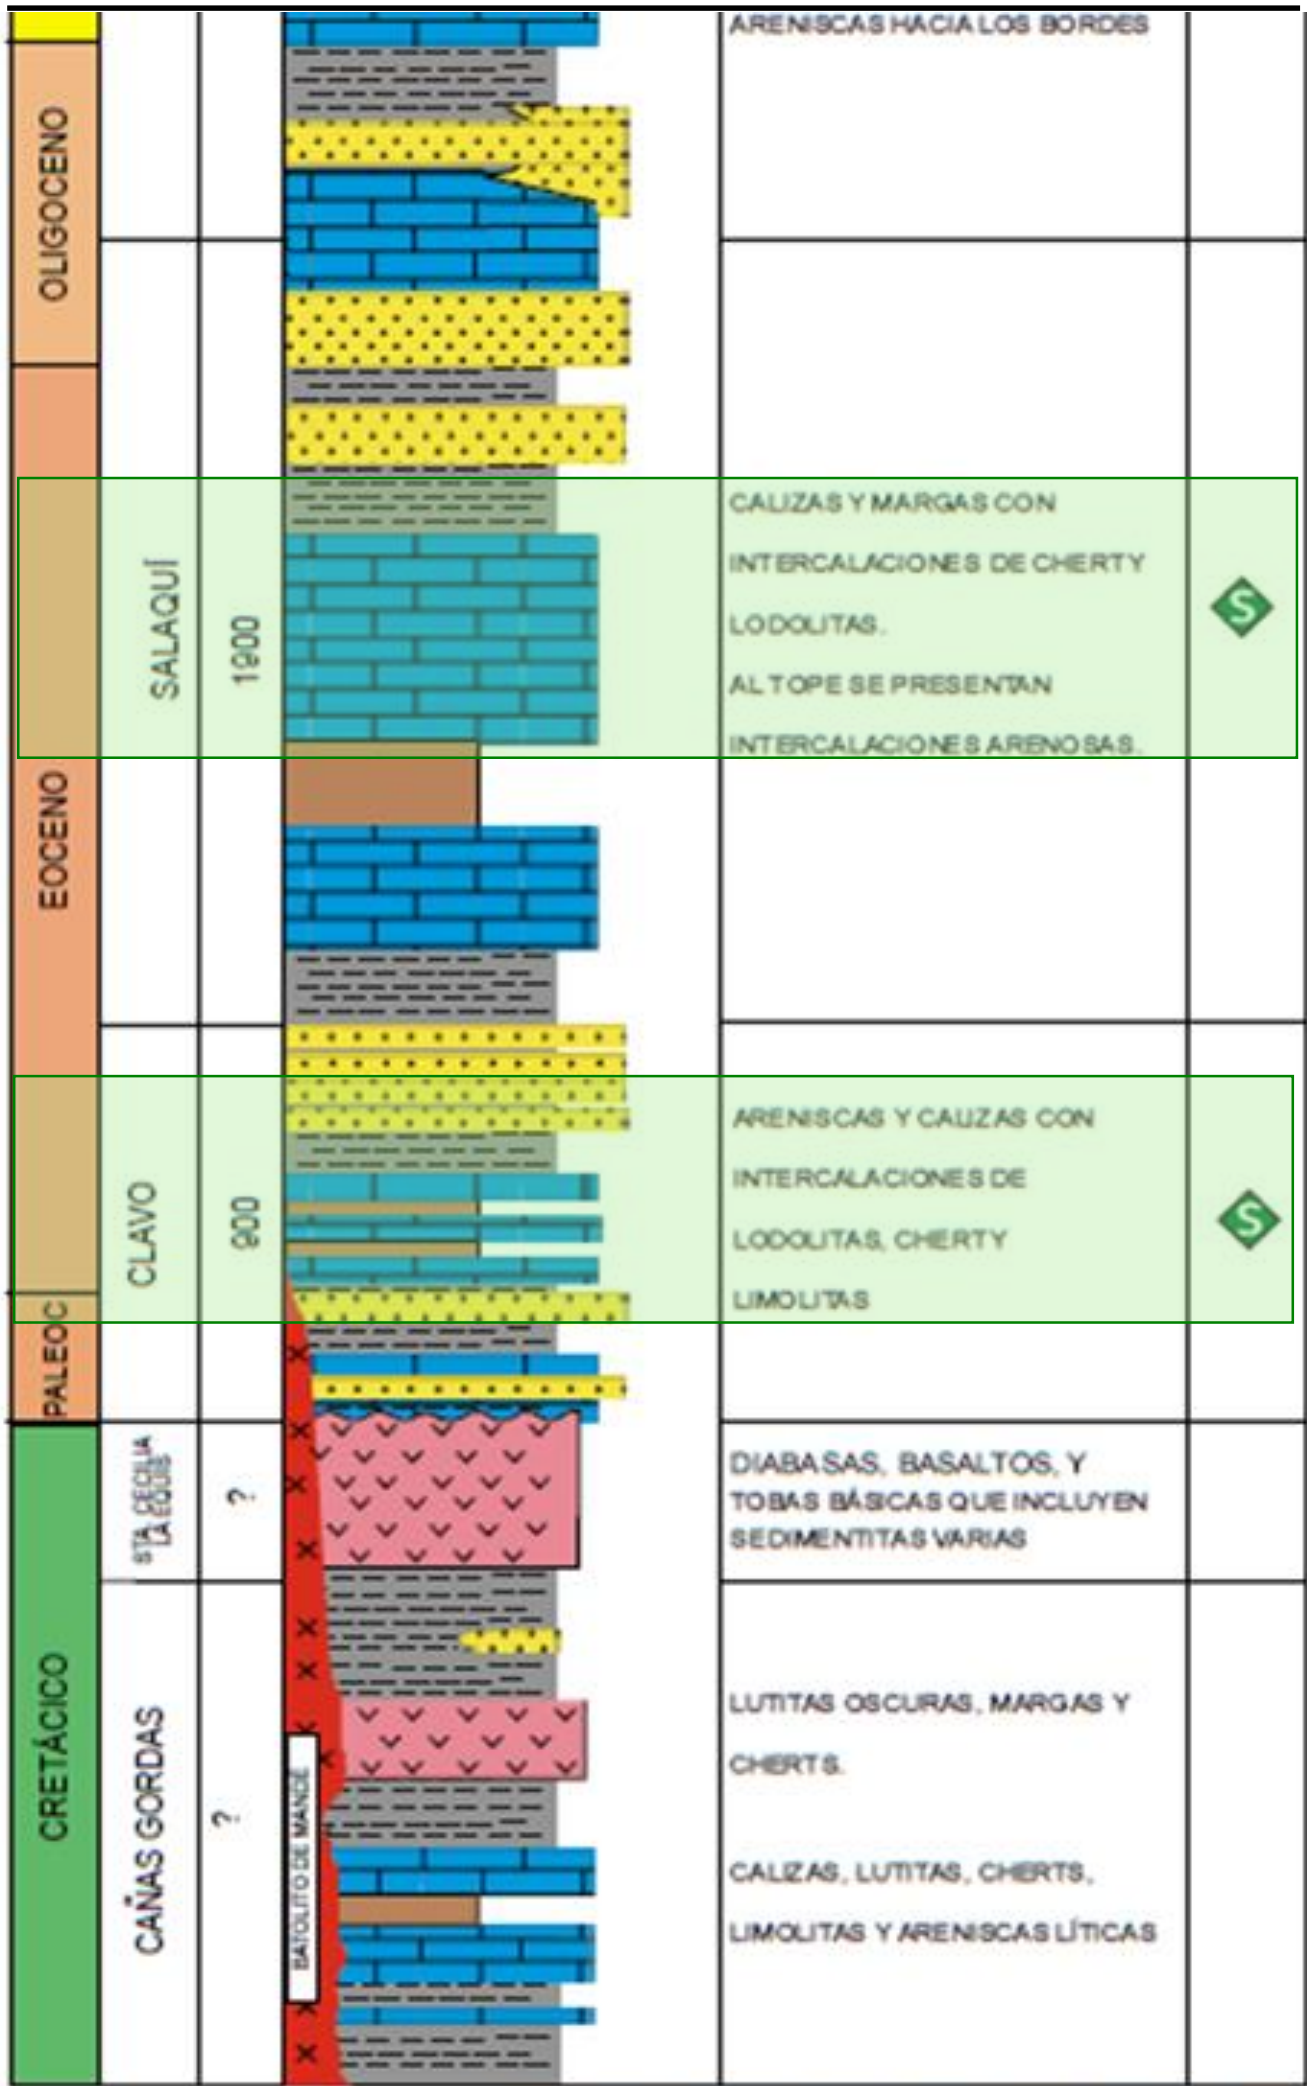 ARENISCAS HACIA LOS BORDES
OLIGOCENO
EOCENO
SALAQUÍ
1900
CALIZAS Y MARGAS CON
INTERCALACIONES DE CHERT Y
LODOLITAS.
AL TOPE SE PRESENTAN
INTERCALACIONES ARENOSAS.
S
CLAVO
900
ARENISCAS Y CALIZAS CON
INTERCALACIONES DE
LODOLITAS, CHERT Y
LIMOLITAS
S
PALEOC
CRETÁCICO
STA. CECILIA
LA EQUIS
?
DIABASAS, BASALTOS, Y
TOBAS BÁSICAS QUE INCLUYEN
SEDIMENTITAS VARIAS
CAÑAS GORDAS
?
BATOLITO DE MANDÉ
LUTITAS OSCURAS, MARGAS Y
CHERTS.
CALIZAS, LUTITAS, CHERTS,
LIMOLITAS Y ARENISCAS LÍTICAS